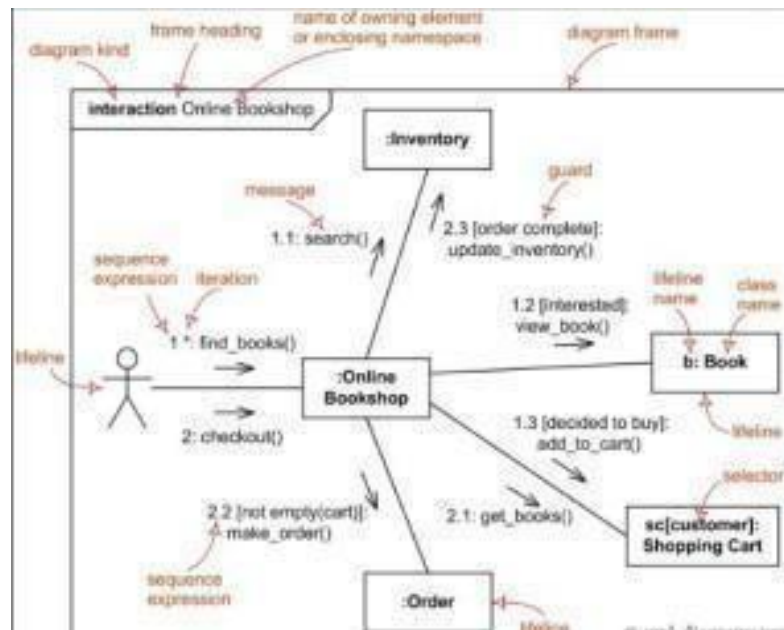 name of owning element
or enclosing namespace
frame heading
diagram kind
diagram frame
interaction Online Bookshop
:Inventory
guard
message
2.3 [order complete]:
update_inventory()
1.1: search()
sequence
expression
iteration
lifeline
name
class
name
1.2 [interested]:
view_book()
1 *: find_books()
lifeline
:Online
Bookshop
b: Book
2: checkout()
1.3 [decided to buy]:
add_to_cart()
lifeline
selector
2.2 [not empty(cart)]:
make_order()
2.1: get_books()
sc[customer]:
Shopping Cart
sequence
expression
:Order
lifeline